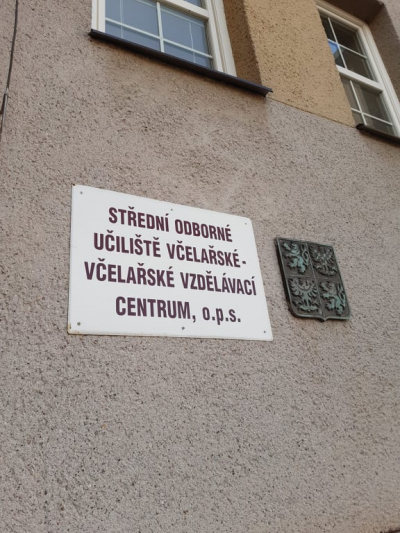 STŘEDNÍ ODBORNÉ
UČILIŠTĚ VČELAŘSKÉ-
VČELAŘSKÉ VZDĚLÁVACÍ
CENTRUM, o.p.s.